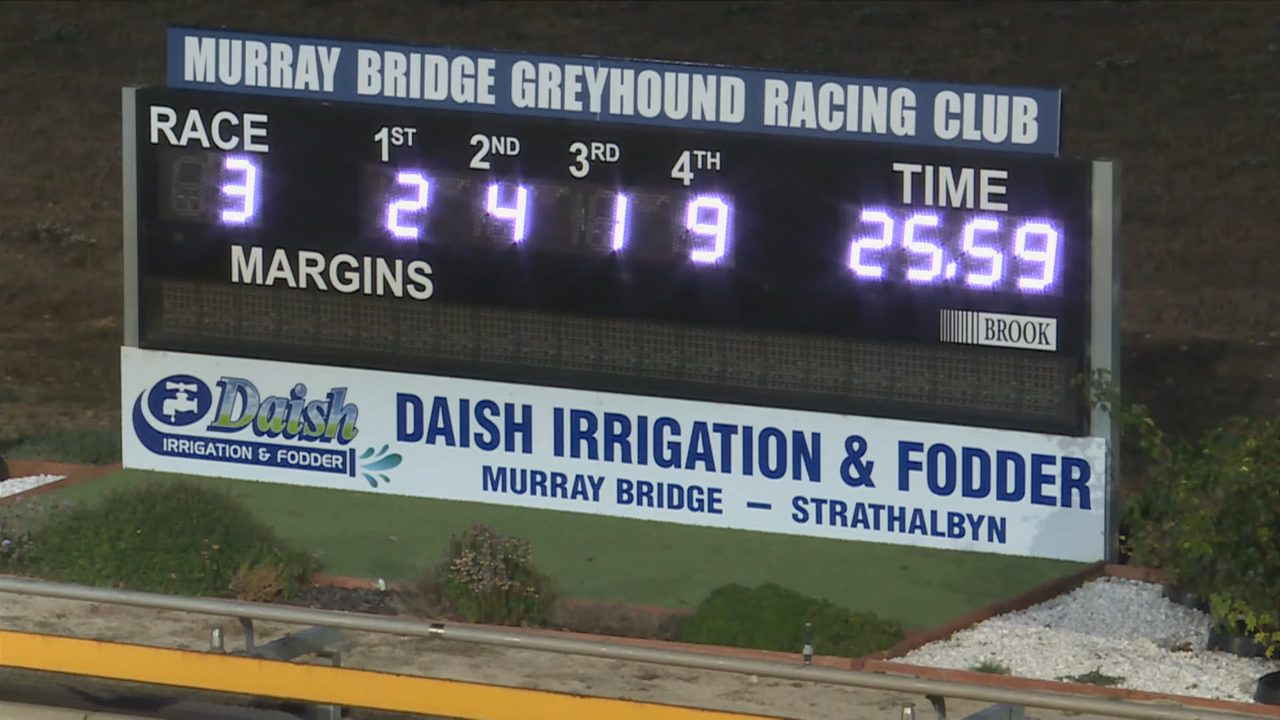 MURRAY BRIDGE GREYHOUND RACING CLUB
RACE 1ST 2ND 3RD 4TH TIME
3 2 4 1 9 25.59
MARGINS
BROOK
Daish
IRRIGATION & FODDER
DAISH IRRIGATION & FODDER
MURRAY BRIDGE – STRATHALBYN